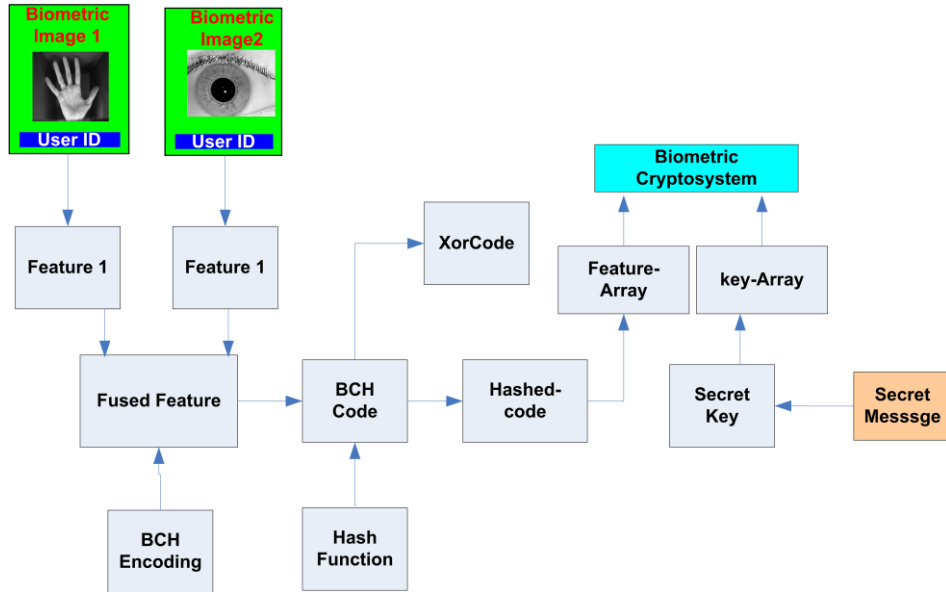 Biometric
Image 1
User ID
Biometric
Image2
User ID
Biometric
Cryptosystem
Feature 1
Feature 1
XorCode
Feature-
Array
key-Array
Fused Feature
BCH
Code
Hashed-
code
Secret
Key
Secret
Messsge
BCH
Encoding
Hash
Function